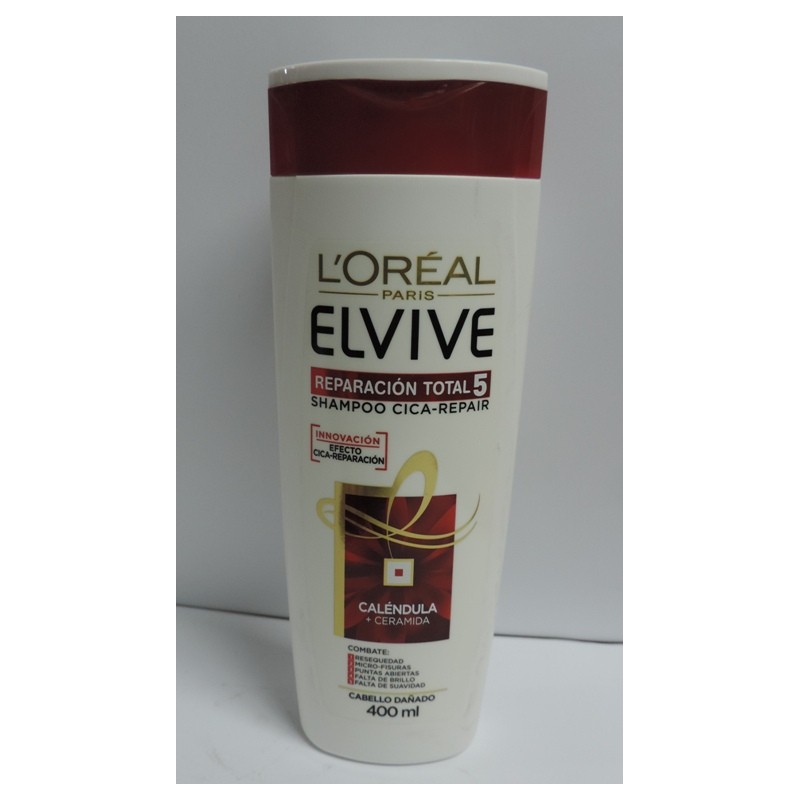 L'ORÉAL
PARIS
ELVIVE
REPARACIÓN TOTAL 5
SHAMPOO CICA-REPAIR
INNOVACIÓN
EFECTO
CICA-REPARACIÓN
CALÉNDULA
+ CERAMIDA
COMBATE:
RESEQUEDAD
MICRO-FISURAS
PUNTAS ABIERTAS
FALTA DE BRILLO
FALTA DE SUAVIDAD
CABELLO DAÑADO
400 ml